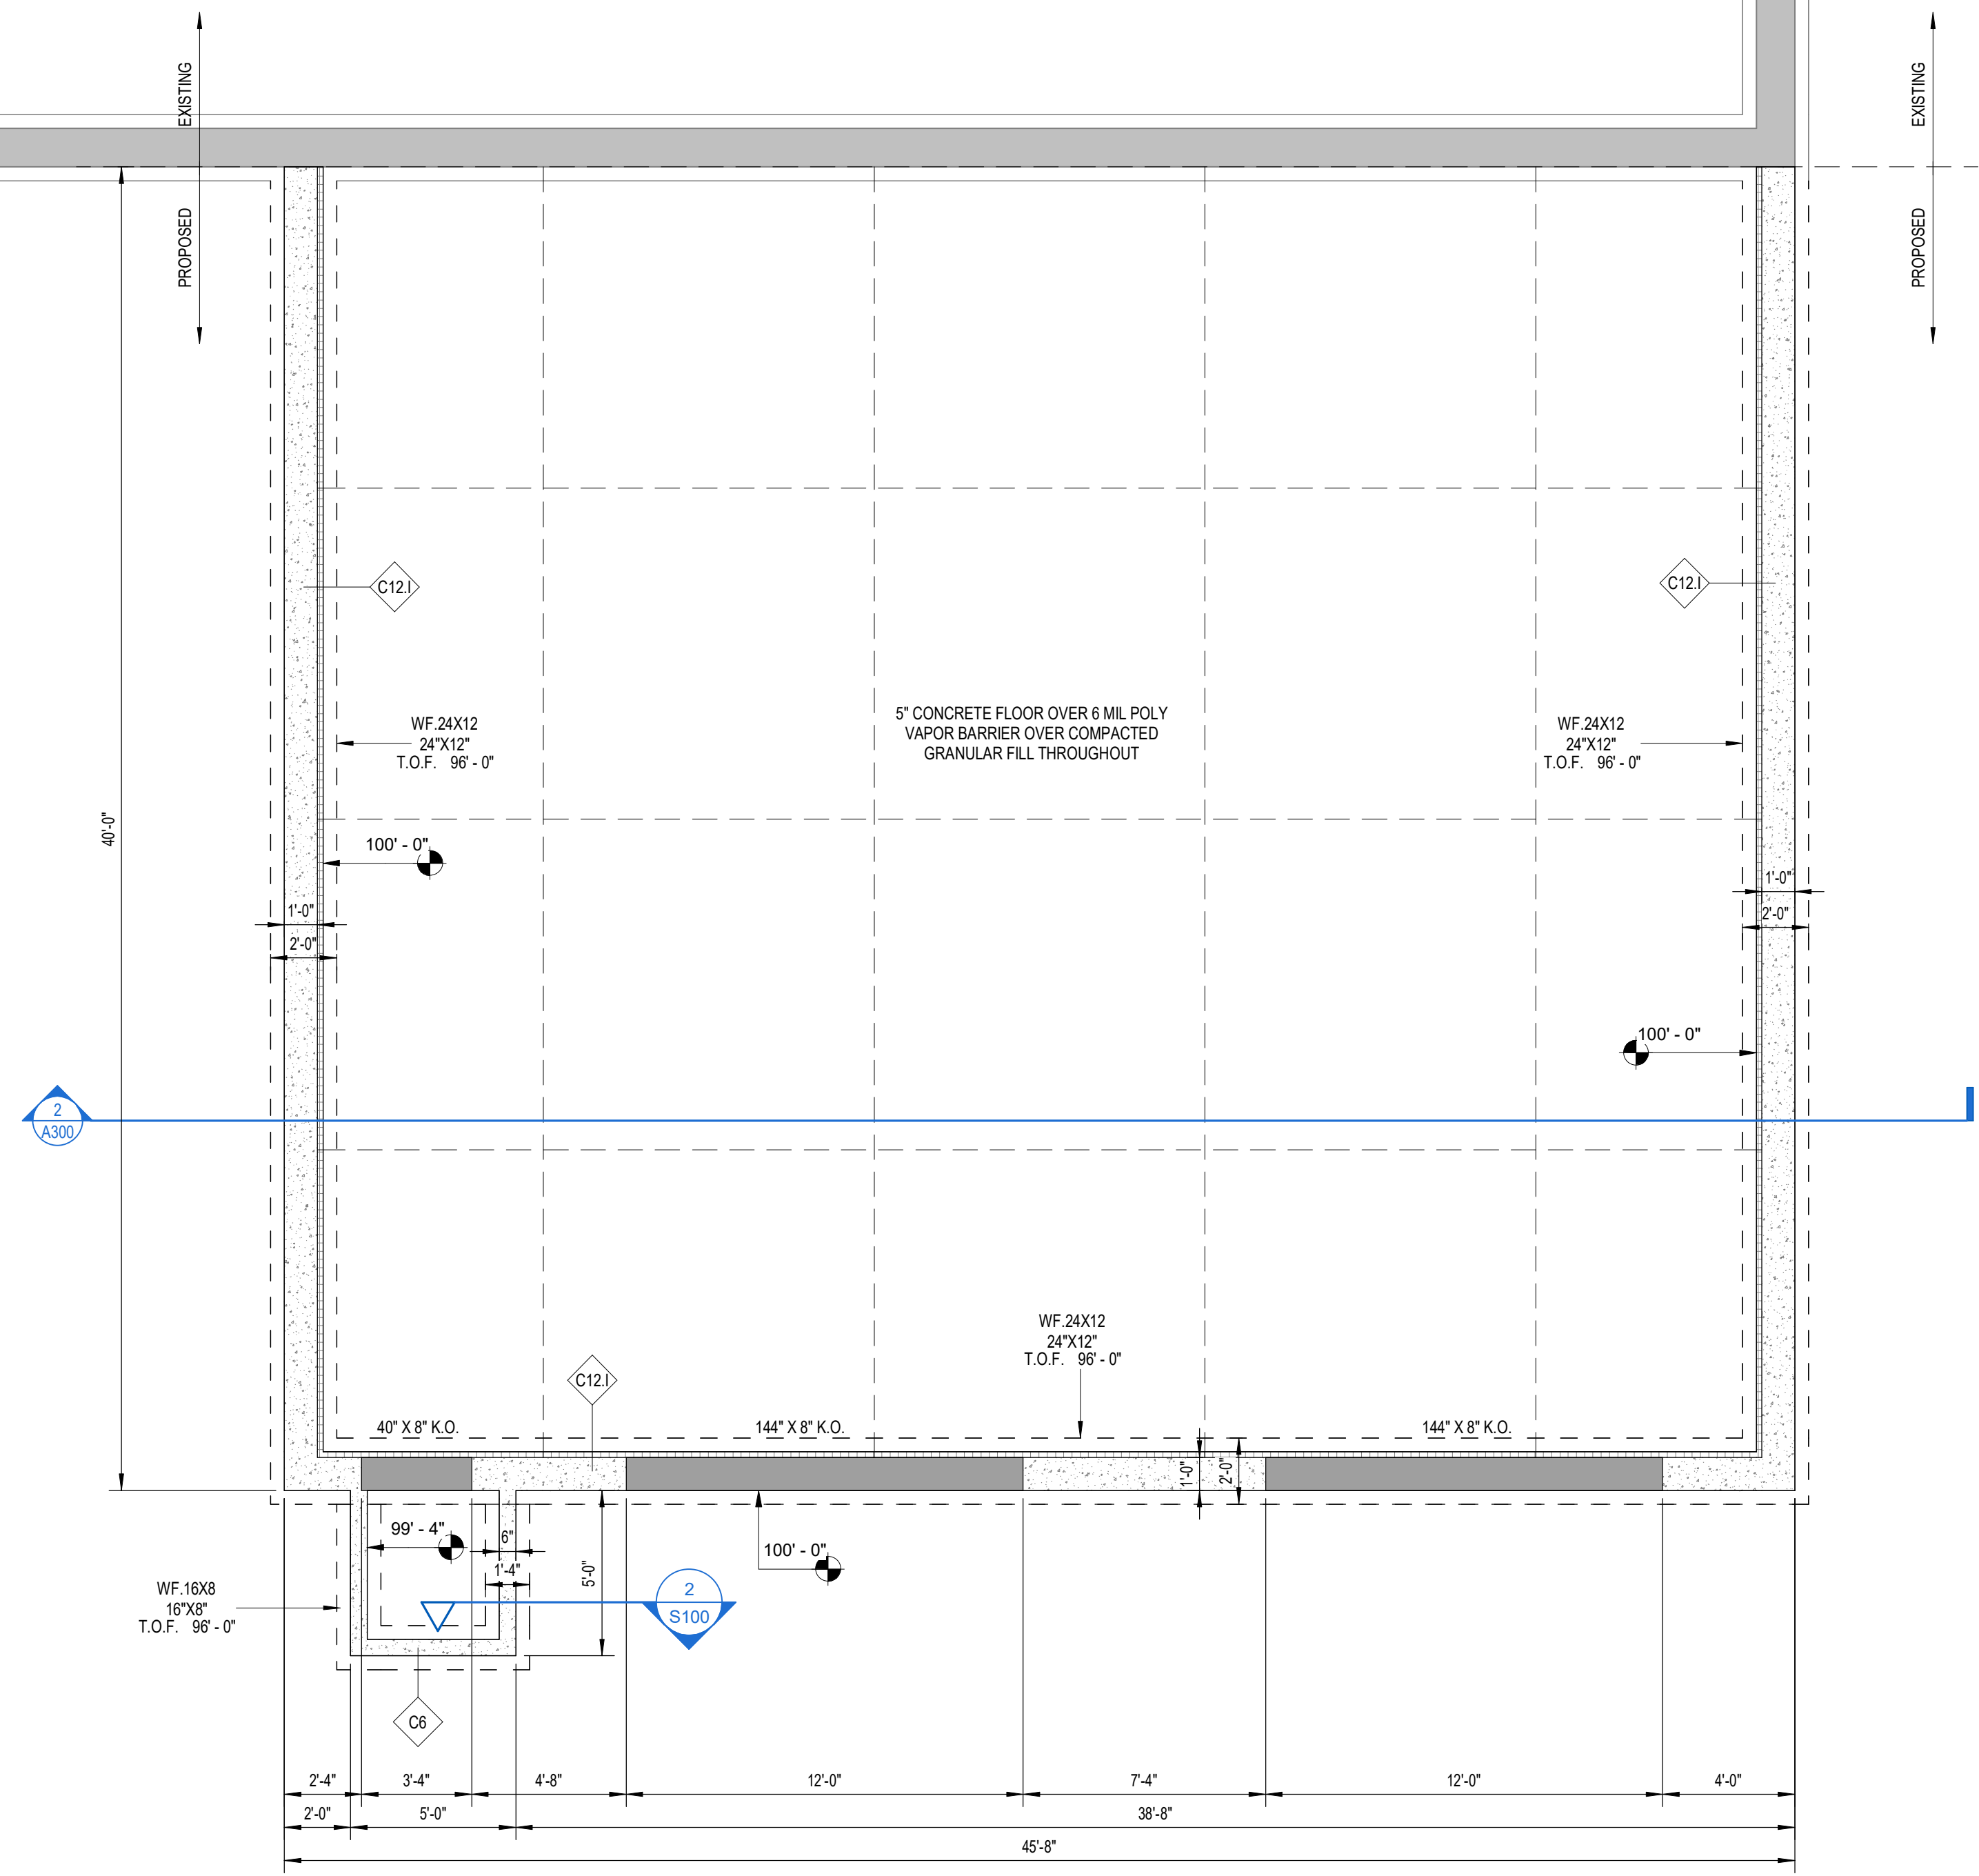 EXISTING
EXISTING
PROPOSED
PROPOSED
C12.I
C12.I
5" CONCRETE FLOOR OVER 6 MIL POLY
VAPOR BARRIER OVER COMPACTED
GRANULAR FILL THROUGHOUT
WF.24X12
24"X12"
T.O.F. 96' - 0"
WF.24X12
24"X12"
T.O.F. 96' - 0"
40'-0"
100' - 0"
1'-0"
2'-0"
1'-0"
2'-0"
100' - 0"
2
A300
WF.24X12
24"X12"
T.O.F. 96' - 0"
C12.I
40" X 8" K.O.
144" X 8" K.O.
144" X 8" K.O.
1'-0"
2'-0"
99' - 4"
6"
1'-4"
5'-0"
100' - 0"
2
S100
WF.16X8
16"X8"
T.O.F. 96' - 0"
C6
2'-4"
3'-4"
4'-8"
12'-0"
7'-4"
12'-0"
4'-0"
2'-0"
5'-0"
38'-8"
45'-8"